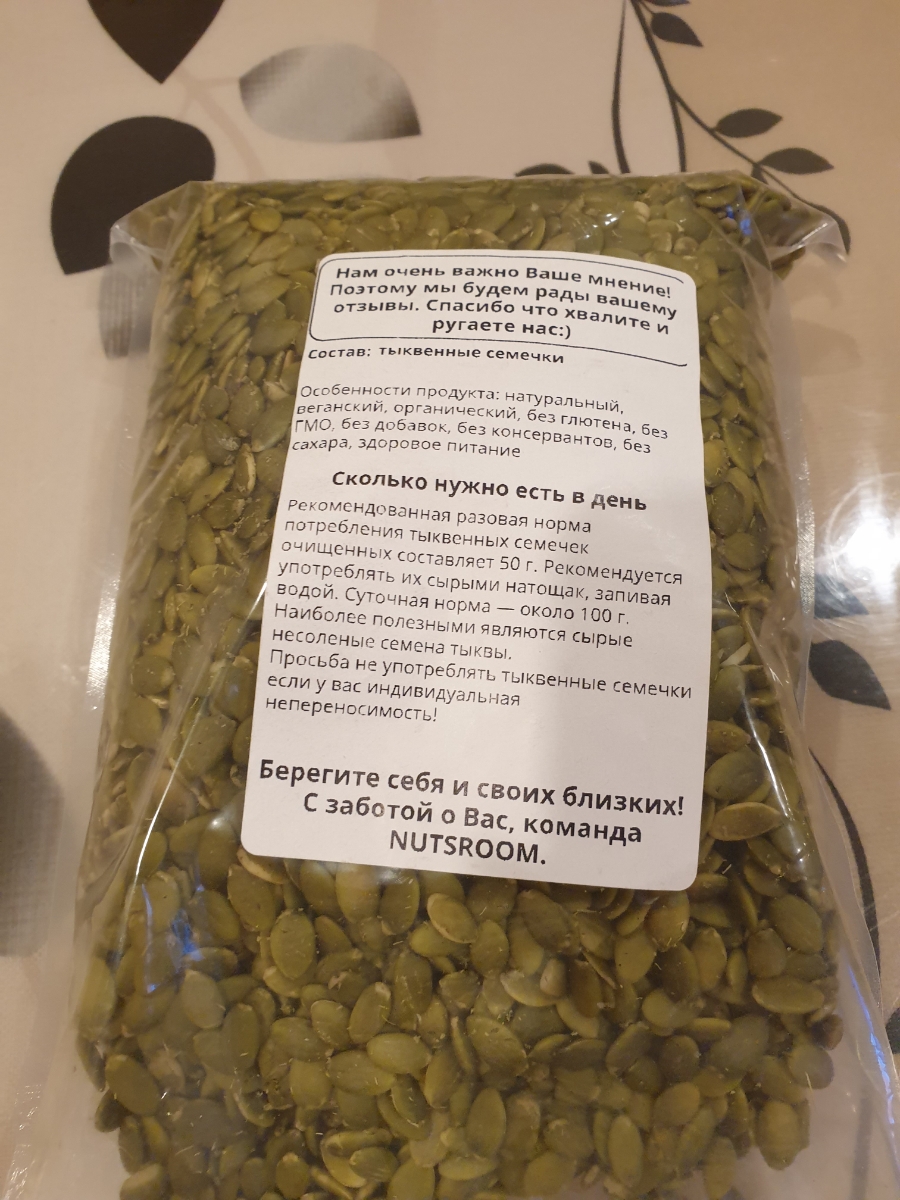 Нам очень важно Ваше мнение!
Поэтому мы будем рады вашему
отзывы. Спасибо что хвалите и
ругаете нас:)
Состав: тыквенные семечки
Особенности продукта: натуральный,
веганский, органический, без глютена, без
ГМО, без добавок, без консервантов, без
сахара, здоровое питание
Сколько нужно есть в день
Рекомендованная разовая норма
потребления тыквенных семечек
очищенных составляет 50 г. Рекомендуется
употреблять их сырыми натощак, запивая
водой. Суточная норма — около 100 г.
Наиболее полезными являются сырые
несоленые семена тыквы.
Просьба не употреблять тыквенные семечки
если у вас индивидуальная
непереносимость!
Берегите себя и своих близких!
С заботой о Вас, команда
NUTSROOM.